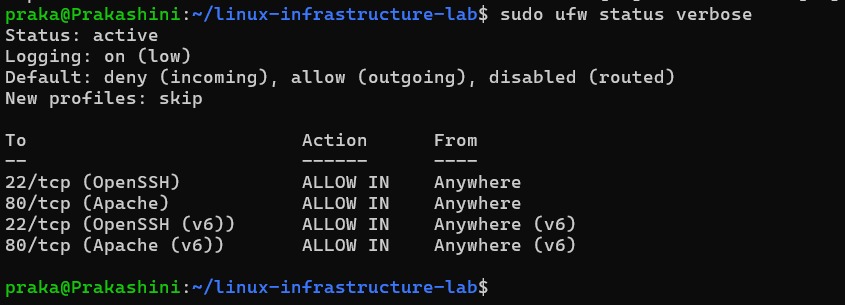 praka@Prakashini:~/linux-infrastructure-lab$ sudo ufw status verbose
Status: active
Logging: on (low)
Default: deny (incoming), allow (outgoing), disabled (routed)
New profiles: skip

To                         Action      From
--                         ------      ----
22/tcp (OpenSSH)           ALLOW IN    Anywhere
80/tcp (Apache)            ALLOW IN    Anywhere
22/tcp (OpenSSH (v6))      ALLOW IN    Anywhere (v6)
80/tcp (Apache (v6))       ALLOW IN    Anywhere (v6)

praka@Prakashini:~/linux-infrastructure-lab$